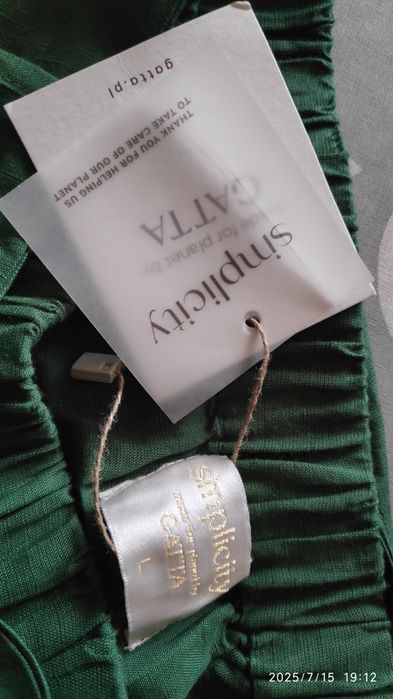 gatta.pl
THANK YOU FOR HELPING US
TO TAKE CARE OF OUR PLANET
simplicity
for planet by
GATTA
simplicity
made for planet by
GATTA
L
2025/7/15 19:12